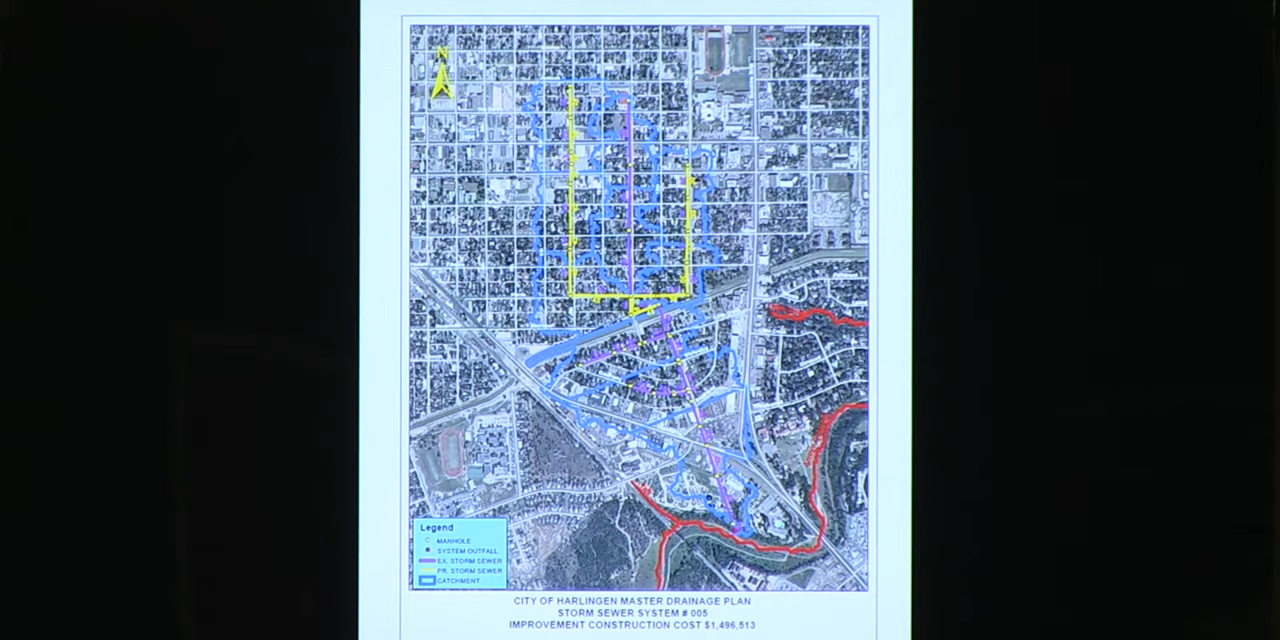 N
Legend
MANHOLE
SYSTEM OUTFALL
EX. STORM SEWER
PR. STORM SEWER
CATCHMENT
CITY OF HARLINGEN MASTER DRAINAGE PLAN
STORM SEWER SYSTEM # 005
IMPROVEMENT CONSTRUCTION COST $1,496,513